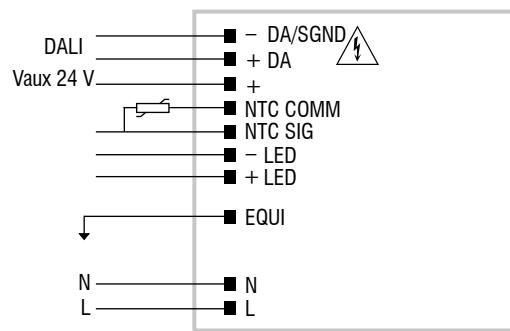 DALI
− DA/SGND
+ DA
Vaux 24 V
+
NTC COMM
NTC SIG
− LED
+ LED
EQUI
N N
L L